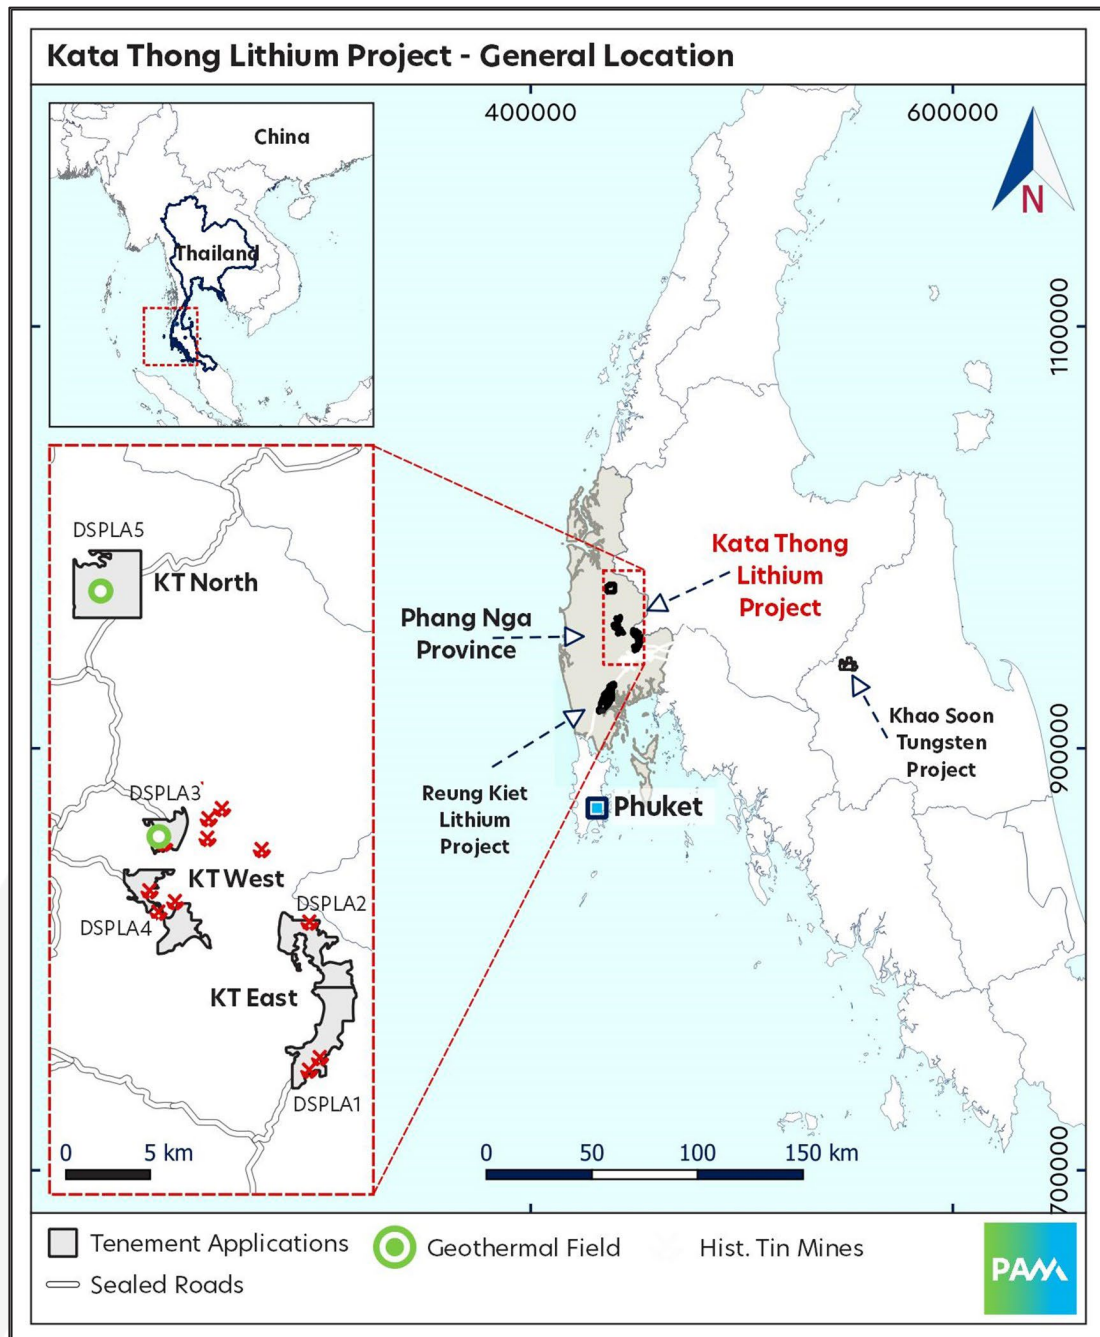 Kata Thong Lithium Project - General Location
400000
600000
China
Thailand
N
1100000
900000
700000
DSPLA5
KT North
DSPLA3
KT West
DSPLA4
DSPLA2
KT East
DSPLA1
0
5 km
Kata Thong
Lithium
Project
Phang Nga
Province
Khao Soon
Tungsten
Project
Reung Kiet
Lithium
Project
Phuket
0
50
100
150 km
Tenement Applications
Geothermal Field
Hist. Tin Mines
Sealed Roads
PAM